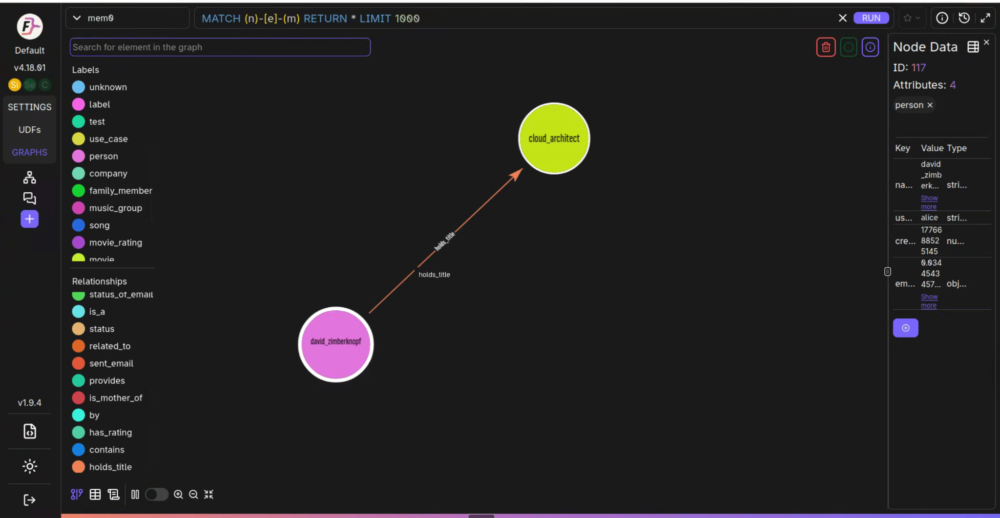 Default
v4.18.01
Si Se C
SETTINGS
UDFs
GRAPHS
v1.9.4
mem0
MATCH (n)-[e]-(m) RETURN * LIMIT 1000
RUN
Search for element in the graph
Labels
unknown
label
test
use_case
person
company
family_member
music_group
song
movie_rating
movie
Relationships
status_of_email
is_a
status
related_to
sent_email
provides
is_mother_of
by
has_rating
contains
holds_title
cloud_architect
holds_title
holds_title
david_zimberknopf
Node Data
ID: 117
Attributes: 4
person
Key Value Type
david
_zimb
na... erk... stri...
Show
more
us... alice stri...
17766
cre... 8852 nu...
5145
0.034
4543
em... 457... obj...
Show
more